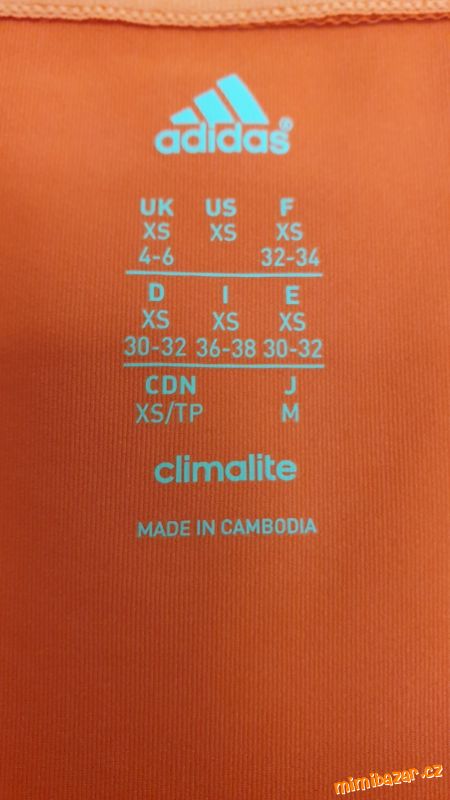 adidas®
UK US F
XS XS XS
4-6 32-34
D I E
XS XS XS
30-32 36-38 30-32
CDN J
XS/TP M
climalite
MADE IN CAMBODIA
mimibazar.cz